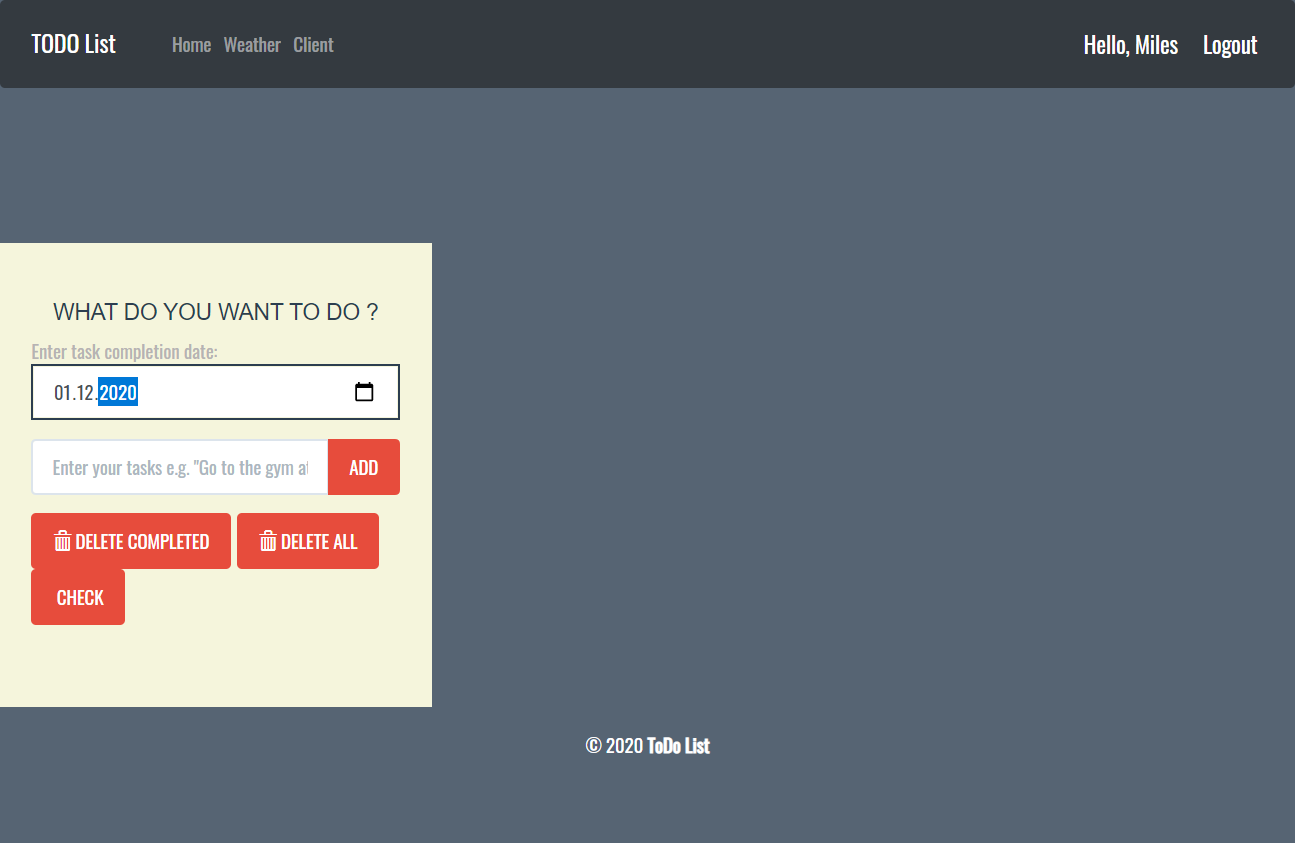 TODO List Home Weather Client Hello, Miles Logout
WHAT DO YOU WANT TO DO ?
Enter task completion date:
01.12.2020
Enter your tasks e.g. "Go to the gym at ADD
DELETE COMPLETED DELETE ALL
CHECK
© 2020 ToDo List